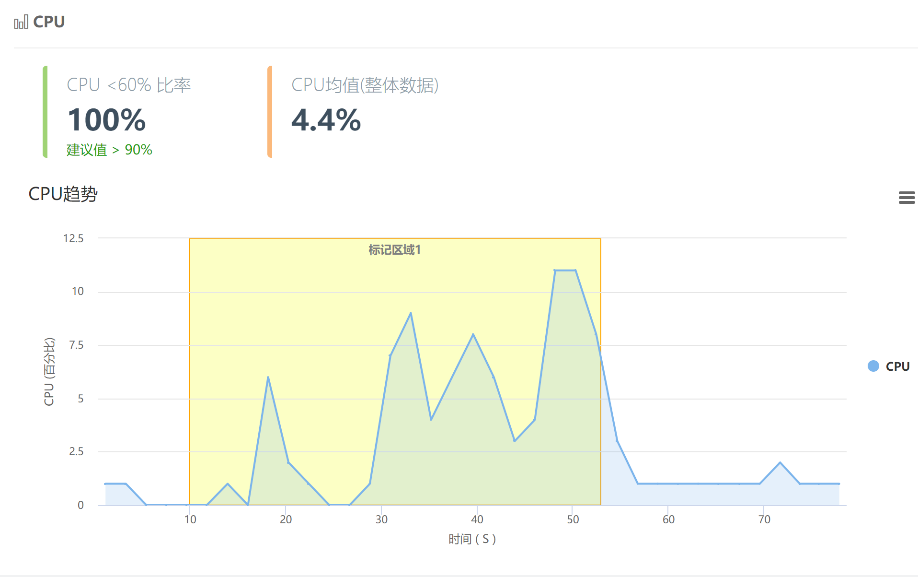 CPU
CPU <60% 比率
100%
建议值 > 90%
CPU均值(整体数据)
4.4%
CPU趋势
标记区域1
12.5
10
7.5
5
2.5
0
CPU (百分比)
10
20
30
40
50
60
70
时间 ( S )
CPU